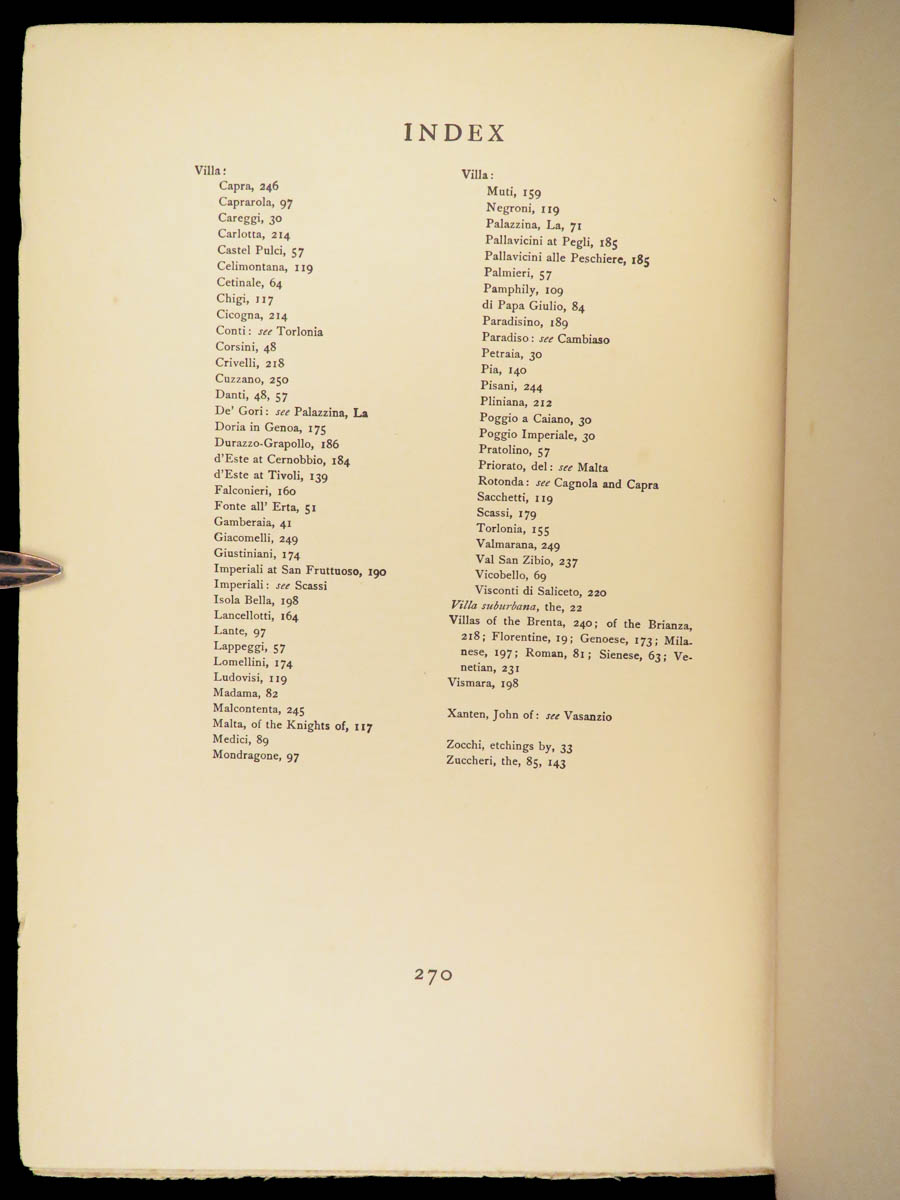 INDEX
Villa:
Capra, 246
Caprarola, 97
Careggi, 30
Carlotta, 214
Castel Pulci, 57
Celimontana, 119
Cetinale, 64
Chigi, 117
Cicogna, 214
Conti: see Torlonia
Corsini, 48
Crivelli, 218
Cuzzano, 250
Danti, 48, 57
De' Gori: see Palazzina, La
Doria in Genoa, 175
Durazzo-Grapollo, 186
d'Este at Cernobbio, 184
d'Este at Tivoli, 139
Falconieri, 160
Fonte all' Erta, 51
Gamberaia, 41
Giacomelli, 249
Giustiniani, 174
Imperiali at San Fruttuoso, 190
Imperiali: see Scassi
Isola Bella, 198
Lancellotti, 164
Lante, 97
Lappeggi, 57
Lomellini, 174
Ludovisi, 119
Madama, 82
Malcontenta, 245
Malta, of the Knights of, 117
Medici, 89
Mondragone, 97
Villa:
Muti, 159
Negroni, 119
Palazzina, La, 71
Pallavicini at Pegli, 185
Pallavicini alle Peschiere, 185
Palmieri, 57
Pamphily, 109
di Papa Giulio, 84
Paradisino, 189
Paradiso: see Cambiaso
Petraia, 30
Pia, 140
Pisani, 244
Pliniana, 212
Poggio a Caiano, 30
Poggio Imperiale, 30
Pratolino, 57
Priorato, del: see Malta
Rotonda: see Cagnola and Capra
Sacchetti, 119
Scassi, 179
Torlonia, 155
Valmarana, 249
Val San Zibio, 237
Vicobello, 69
Visconti di Saliceto, 220
Villa suburbana, the, 22
Villas of the Brenta, 240; of the Brianza,
218; Florentine, 19; Genoese, 173; Mila-
nese, 197; Roman, 81; Sienese, 63; Ve-
netian, 231
Vismara, 198
Xanten, John of: see Vasanzio
Zocchi, etchings by, 33
Zuccheri, the, 85, 143
270